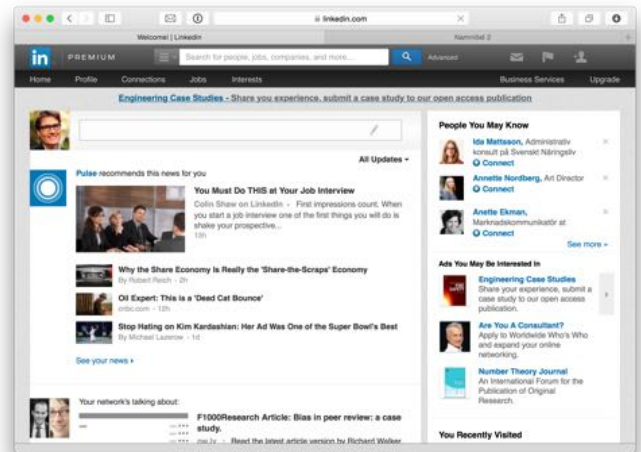 linkedin.com
Welcome! | LinkedIn
Namnlöst 2
in PREMIUM
Search for people, jobs, companies, and more...
Advanced
Home Profile Connections Jobs Interests
Business Services Upgrade
Engineering Case Studies - Share you experience, submit a case study to our open access publication
All Updates
Pulse recommends this news for you
You Must Do THIS at Your Job Interview
Colin Shaw on LinkedIn - First impressions count. When
you start a job interview one of the first things you will do is
shake your prospective...
12h
Why the Share Economy Is Really the 'Share-the-Scraps' Economy
By Robert Reich - 2h
Oil Expert: This is a 'Dead Cat Bounce'
cnbc.com - 12h
Stop Hating on Kim Kardashian: Her Ad Was One of the Super Bowl's Best
By Michael Lazerow - 1d
See your news
Your network's talking about:
F1000Research Article: Bias in peer review: a case
study.
Read the latest article version by Richard Walker
People You May Know
Ida Mattsson, Administrativ
konsult på Svenskt Näringsliv
Connect
Annette Nordberg, Art Director
Connect
Anette Ekman,
Marknadskommunikatör at
Connect
See more »
Ads You May Be Interested In
Engineering Case Studies
Share your experience, submit a
case study to our open access
publication.
Are You A Consultant?
Apply to Worldwide Who's Who
and expand your online
networking.
Number Theory Journal
An International Forum for the
Publication of Original
Research.
You Recently Visited